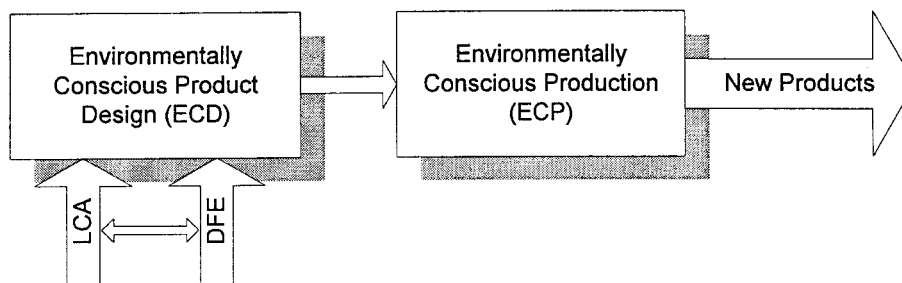 Environmentally
Conscious Product
Design (ECD)
Environmentally
Conscious Production
(ECP)
New Products
LCA
DFE